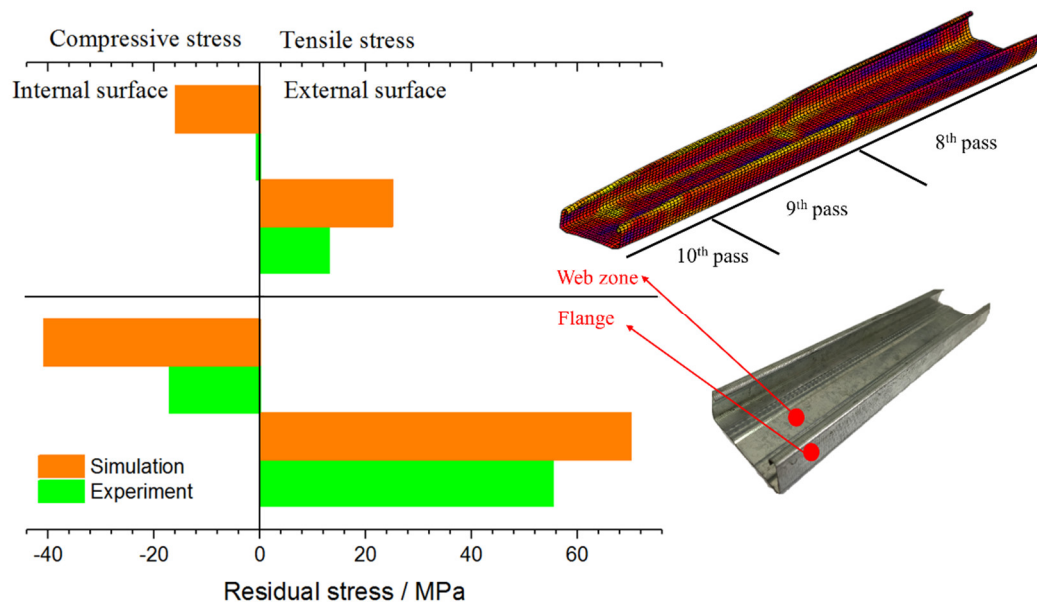 Compressive stress
Tensile stress
Internal surface
External surface
8th pass
9th pass
10th pass
Web zone
Flange
Simulation
Experiment
-40
-20
0
20
40
60
Residual stress / MPa